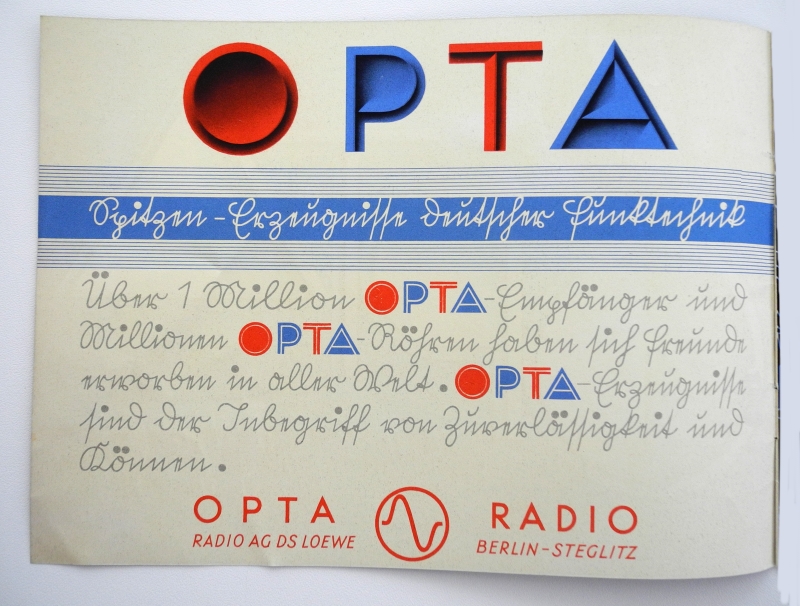 OPTA
Spitzen-Erzeugnisse deutscher Funktechnik
Über 1 Million OPTA-Empfänger und
Millionen OPTA-Röhren haben sich Freunde
erworben in aller Welt. OPTA-Erzeugnisse
sind der Inbegriff von Zuverlässigkeit und
Können.
OPTA RADIO
RADIO AG DS LOEWE BERLIN-STEGLITZ